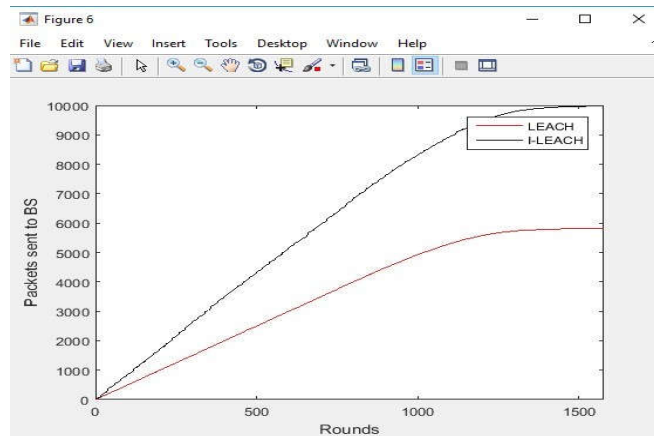 Figure 6
File Edit View Insert Tools Desktop Window Help
10000
9000
8000
7000
6000
5000
4000
3000
2000
1000
0
Packets sent to BS
LEACH
I-LEACH
0 500 1000 1500
Rounds